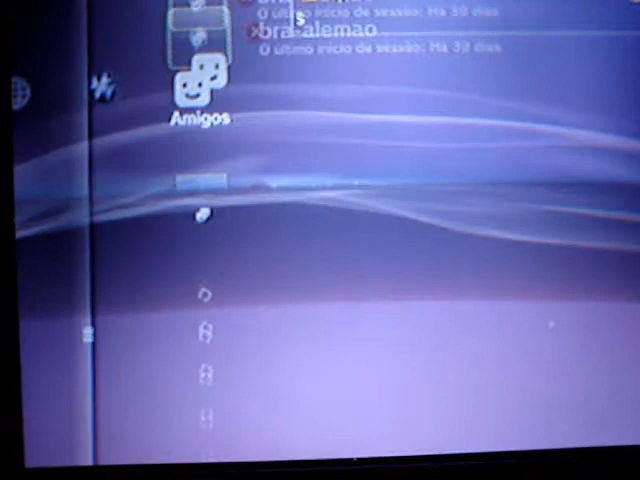 O último início de sessão: Há 39 dias
bra-alemao
O último início de sessão: Há 39 dias
Amigos